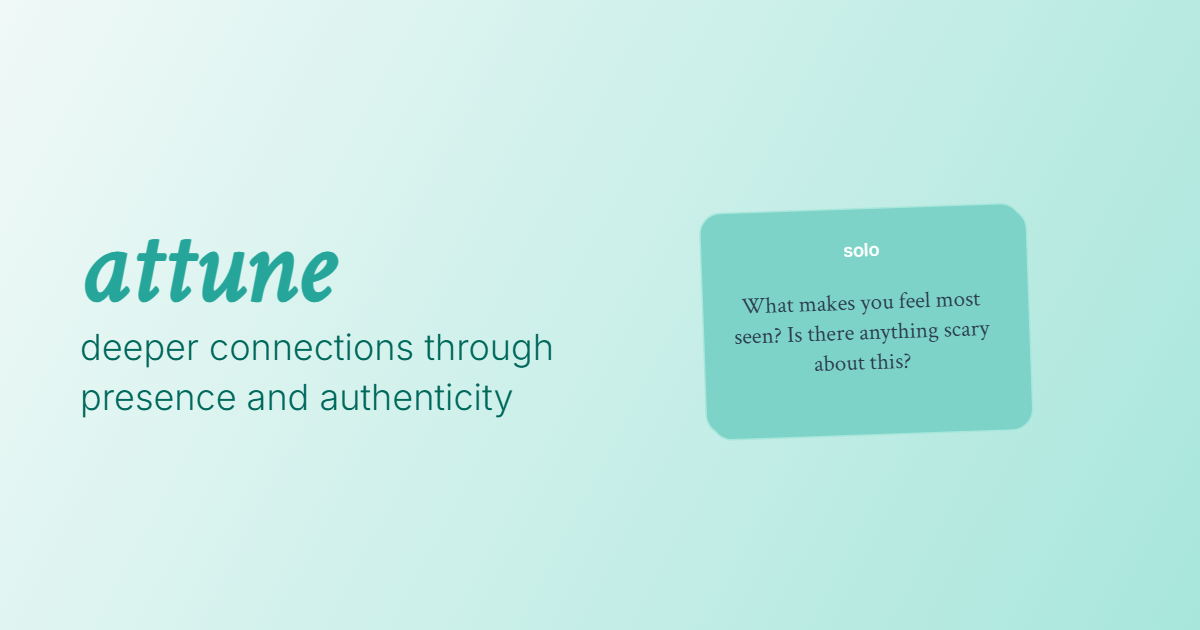 attune
deeper connections through
presence and authenticity
solo
What makes you feel most
seen? Is there anything scary
about this?